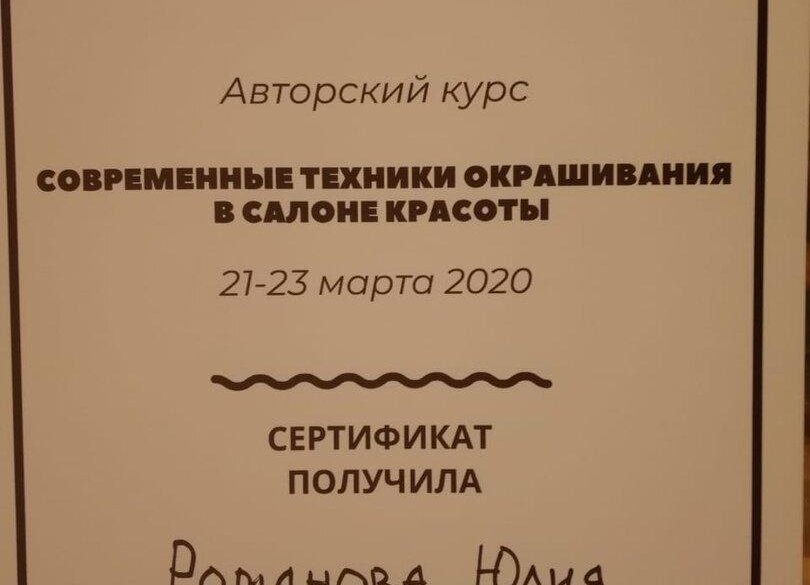 Авторский курс
СОВРЕМЕННЫЕ ТЕХНИКИ ОКРАШИВАНИЯ
В САЛОНЕ КРАСОТЫ
21-23 марта 2020
СЕРТИФИКАТ
ПОЛУЧИЛА
Романова Юлия